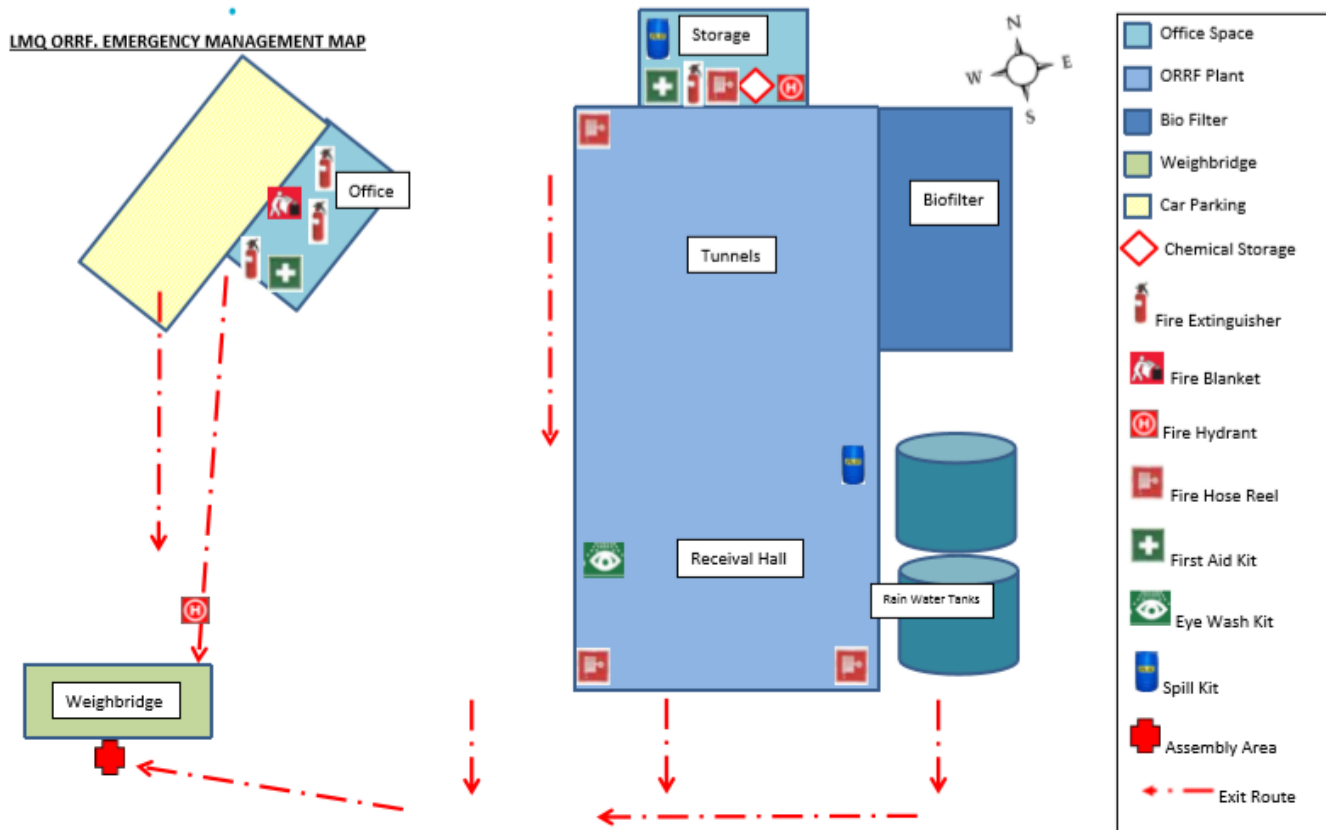 LMQ ORRF. EMERGENCY MANAGEMENT MAP
Storage
N
W
E
S
Office
Biofilter
Tunnels
Receival Hall
Rain Water Tanks
Weighbridge
H
H
Office Space
ORRF Plant
Bio Filter
Weighbridge
Car Parking
Chemical Storage
Fire Extinguisher
Fire Blanket
H
Fire Hydrant
Fire Hose Reel
First Aid Kit
Eye Wash Kit
Spill Kit
Assembly Area
Exit Route